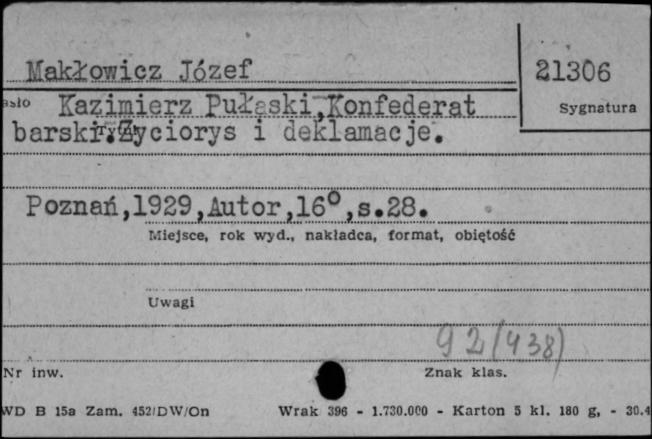 Makłowicz Józef
21306
Sygnatura
asło Kazimierz Pułaski, Konfederat
barski. Życiorys i deklamacje.
Poznań,1929,Autor,16°,s.28.
Miejsce, rok wyd., nakładca, format, obiętość
Uwagi
92(438)
Nr inw.
Znak klas.
WD B 15a Zam. 452/DW/On Wrak 396 - 1.730.000 - Karton 5 kl. 180 g, - 30.4